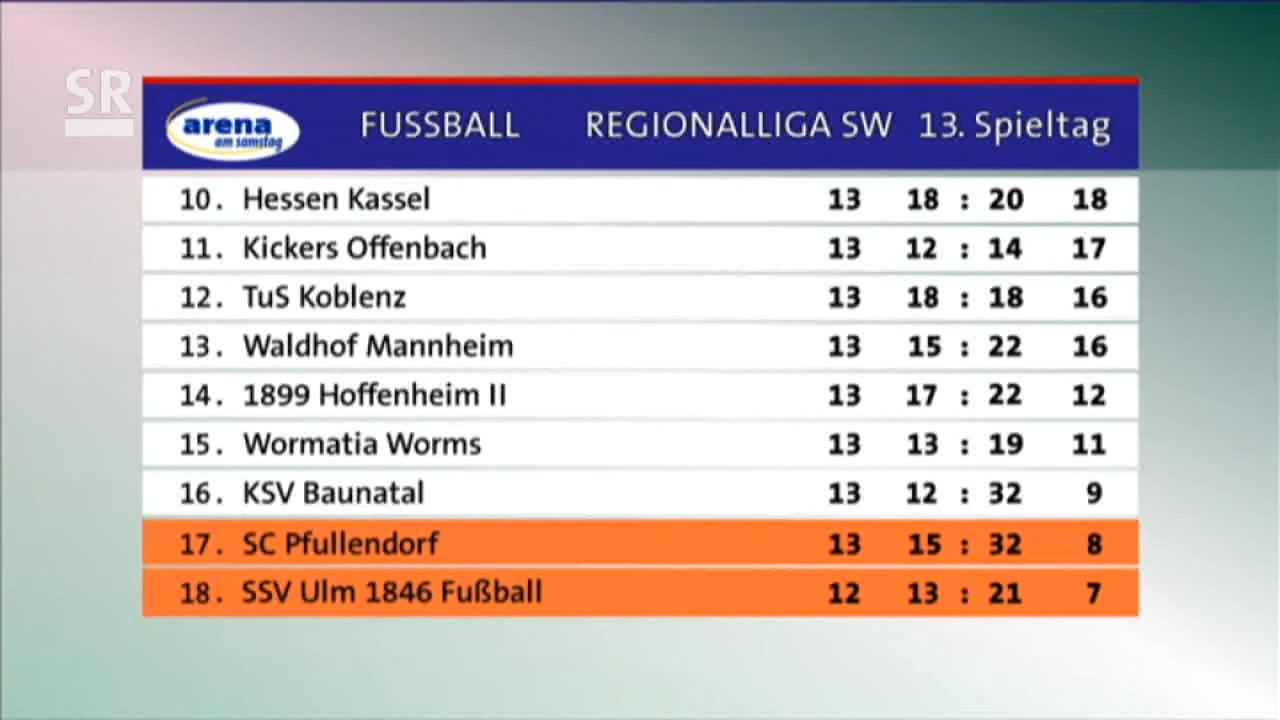 SR
arena
am samstag
FUSSBALL REGIONALLIGA SW 13. Spieltag
10. Hessen Kassel 13 18 : 20 18
11. Kickers Offenbach 13 12 : 14 17
12. TuS Koblenz 13 18 : 18 16
13. Waldhof Mannheim 13 15 : 22 16
14. 1899 Hoffenheim II 13 17 : 22 12
15. Wormatia Worms 13 13 : 19 11
16. KSV Baunatal 13 12 : 32 9
17. SC Pfullendorf 13 15 : 32 8
18. SSV Ulm 1846 Fußball 12 13 : 21 7